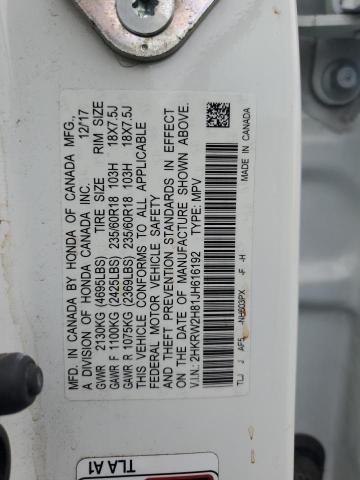 MFD. IN CANADA BY HONDA OF CANADA MFG.,
A DIVISION OF HONDA CANADA INC. 12/17
GVWR 2130KG (4695LBS) TIRE SIZE RIM SIZE
GAWR F 1100KG (2425LBS) 235/60R18 103H 18X7.5J
GAWR R 1075KG (2369LBS) 235/60R18 103H 18X7.5J
THIS VEHICLE CONFORMS TO ALL APPLICABLE
FEDERAL MOTOR VEHICLE SAFETY
AND THEFT PREVENTION STANDARDS IN EFFECT
ON THE DATE OF MANUFACTURE SHOWN ABOVE.
V.I.N.: 2HKRW2H81JH616192 TYPE: MPV
TLJ J AF5 -NH603PX -F -H
MADE IN CANADA
TLA A1